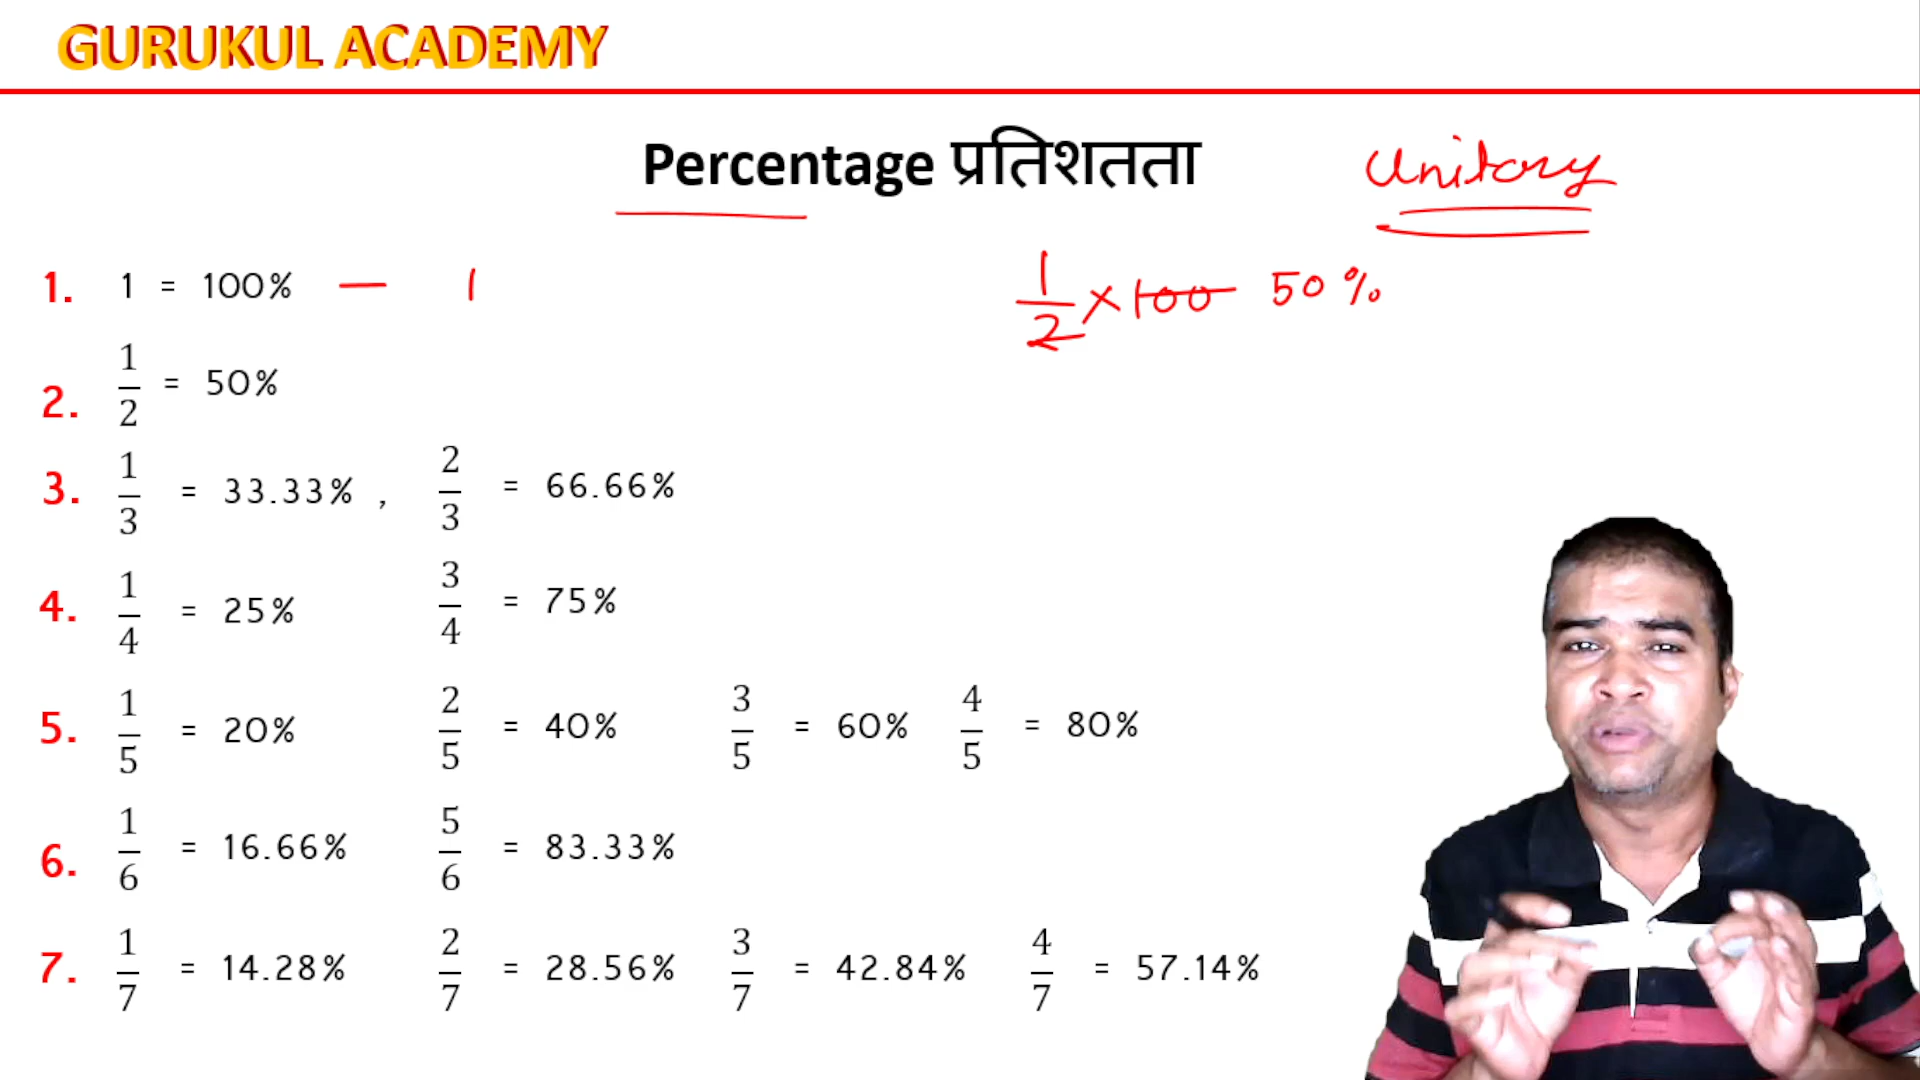 GURUKUL ACADEMY
Percentage प्रतिशतता
Unitary
1. 1 = 100% — 1
1/2 × 100 50%
2. 1/2 = 50%
3. 1/3 = 33.33% , 2/3 = 66.66%
4. 1/4 = 25% 3/4 = 75%
5. 1/5 = 20% 2/5 = 40% 3/5 = 60% 4/5 = 80%
6. 1/6 = 16.66% 5/6 = 83.33%
7. 1/7 = 14.28% 2/7 = 28.56% 3/7 = 42.84% 4/7 = 57.14%